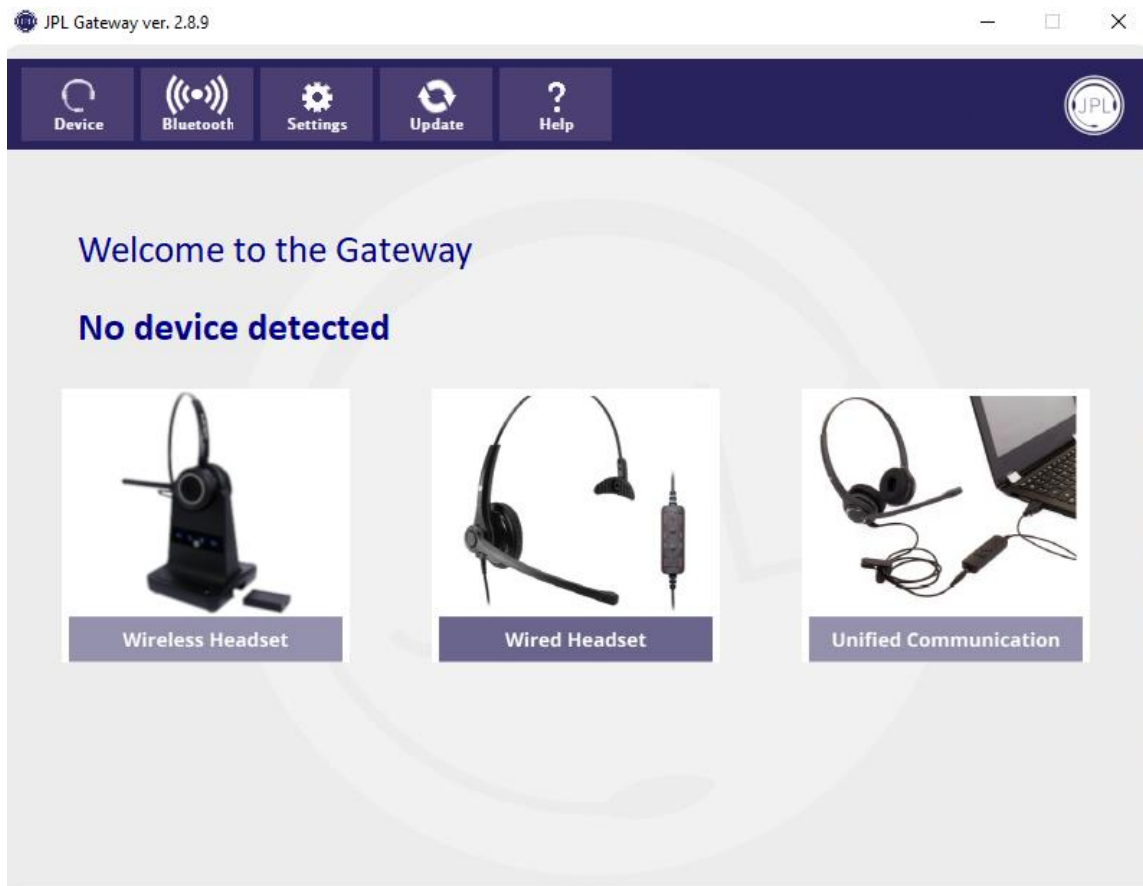 JPL Gateway ver. 2.8.9
Device Bluetooth Settings Update Help
JPL
Welcome to the Gateway
No device detected
Wireless Headset
Wired Headset
Unified Communication